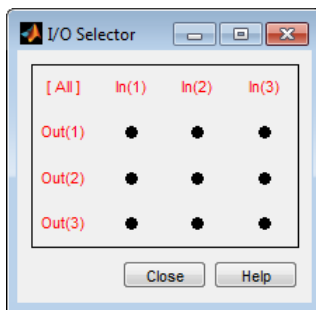 I/O Selector
[ All ] In(1) In(2) In(3)
Out(1)
Out(2)
Out(3)
Close Help